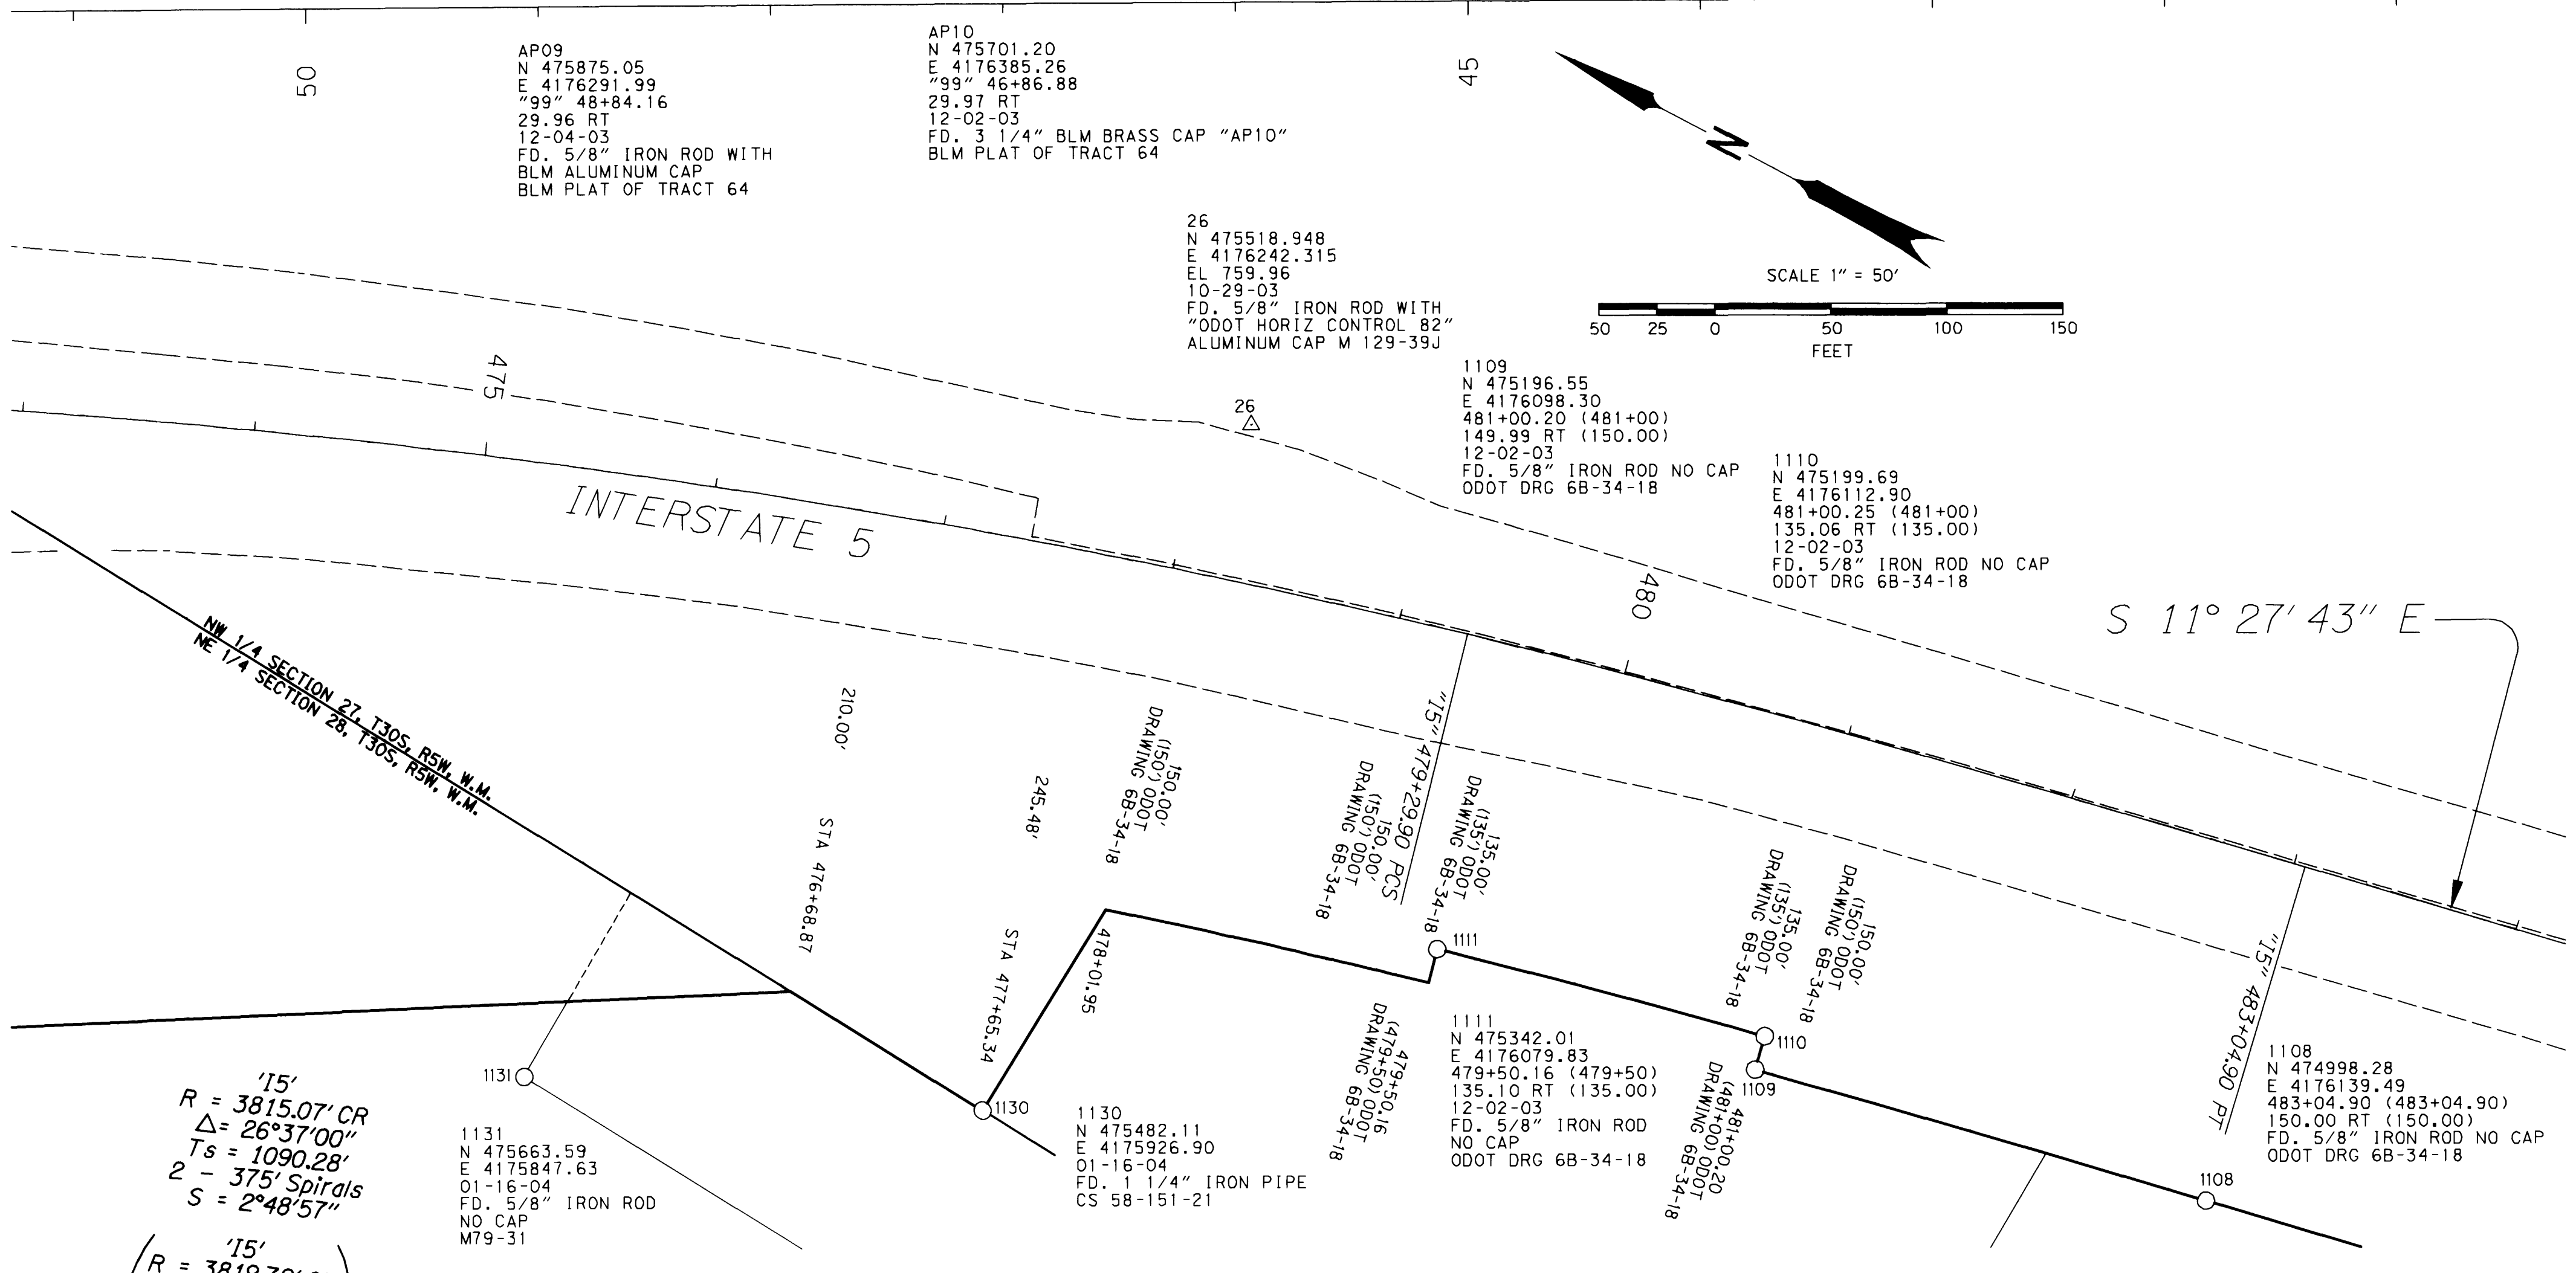 50
45
AP09
N 475875.05
E 4176291.99
"99" 48+84.16
29.96 RT
12-04-03
FD. 5/8" IRON ROD WITH
BLM ALUMINUM CAP
BLM PLAT OF TRACT 64
AP10
N 475701.20
E 4176385.26
"99" 46+86.88
29.97 RT
12-02-03
FD. 3 1/4" BLM BRASS CAP "AP10"
BLM PLAT OF TRACT 64
N
26
N 475518.948
E 4176242.315
EL 759.96
10-29-03
FD. 5/8" IRON ROD WITH
"ODOT HORIZ CONTROL 82"
ALUMINUM CAP M 129-39J
SCALE 1" = 50'
50 25 0 50 100 150
FEET
26
475
INTERSTATE 5
1109
N 475196.55
E 4176098.30
481+00.20 (481+00)
149.99 RT (150.00)
12-02-03
FD. 5/8" IRON ROD NO CAP
ODOT DRG 6B-34-18
1110
N 475199.69
E 4176112.90
481+00.25 (481+00)
135.06 RT (135.00)
12-02-03
FD. 5/8" IRON ROD NO CAP
ODOT DRG 6B-34-18
480
S 11° 27' 43" E
NW 1/4 SECTION 27, T30S, R5W, W.M.
NE 1/4 SECTION 28, T30S, R5W, W.M.
210.00'
STA 476+68.87
245.48'
STA 477+65.34
150.00'
(150') ODOT
DRAWING 6B-34-18
478+01.95
150.00'
(150') ODOT
DRAWING 6B-34-18
"I5" 479+29.90 PCS
135.00'
(135') ODOT
DRAWING 6B-34-18
135.00'
(135') ODOT
DRAWING 6B-34-18
150.00'
(150') ODOT
DRAWING 6B-34-18
"I5" 483+04.90 PT
1111
1110
1109
1108
1131
1130
479+50.16
(479+50) ODOT
DRAWING 6B-34-18
481+00.20
(481+00) ODOT
DRAWING 6B-34-18
1111
N 475342.01
E 4176079.83
479+50.16 (479+50)
135.10 RT (135.00)
12-02-03
FD. 5/8" IRON ROD
NO CAP
ODOT DRG 6B-34-18
1108
N 474998.28
E 4176139.49
483+04.90 (483+04.90)
150.00 RT (150.00)
FD. 5/8" IRON ROD NO CAP
ODOT DRG 6B-34-18
1130
N 475482.11
E 4175926.90
01-16-04
FD. 1 1/4" IRON PIPE
CS 58-151-21
1131
N 475663.59
E 4175847.63
01-16-04
FD. 5/8" IRON ROD
NO CAP
M79-31
'I5'
R = 3815.07' CR
Δ= 26°37'00"
Ts = 1090.28'
2 - 375' Spirals
S = 2°48'57"
'I5'